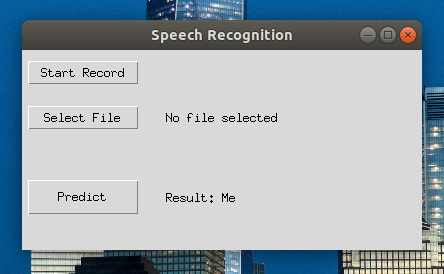 Speech Recognition
Start Record
Select File No file selected
Predict Result: Me